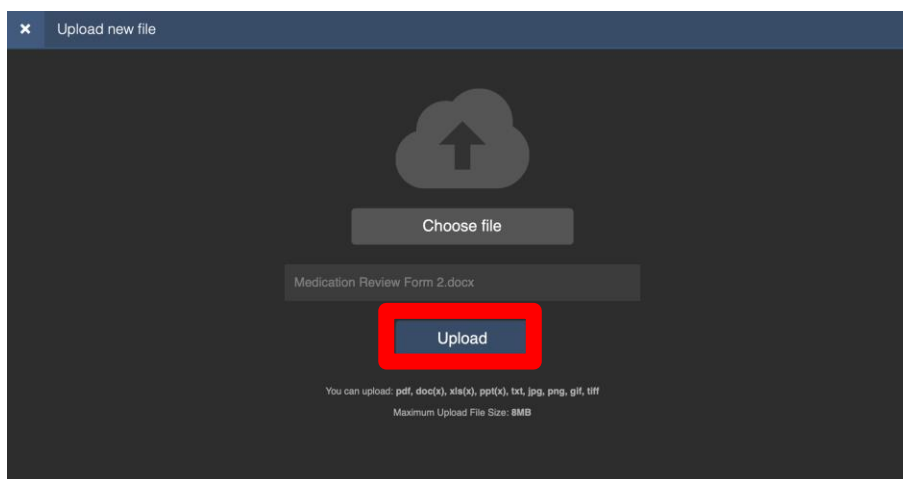 × Upload new file
Choose file
Medication Review Form 2.docx
Upload
You can upload: pdf, doc(x), xls(x), ppt(x), txt, jpg, png, gif, tiff
Maximum Upload File Size: 8MB